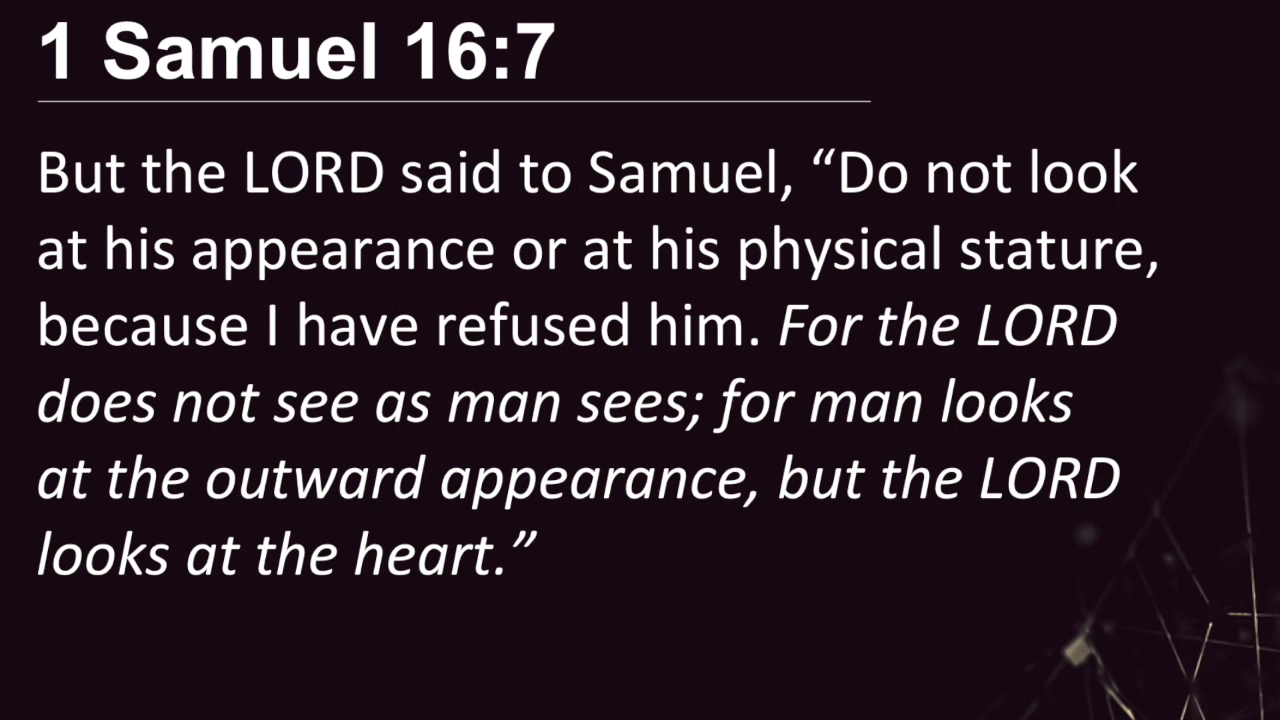 1 Samuel 16:7
But the LORD said to Samuel, “Do not look
at his appearance or at his physical stature,
because I have refused him. For the LORD
does not see as man sees; for man looks
at the outward appearance, but the LORD
looks at the heart.”